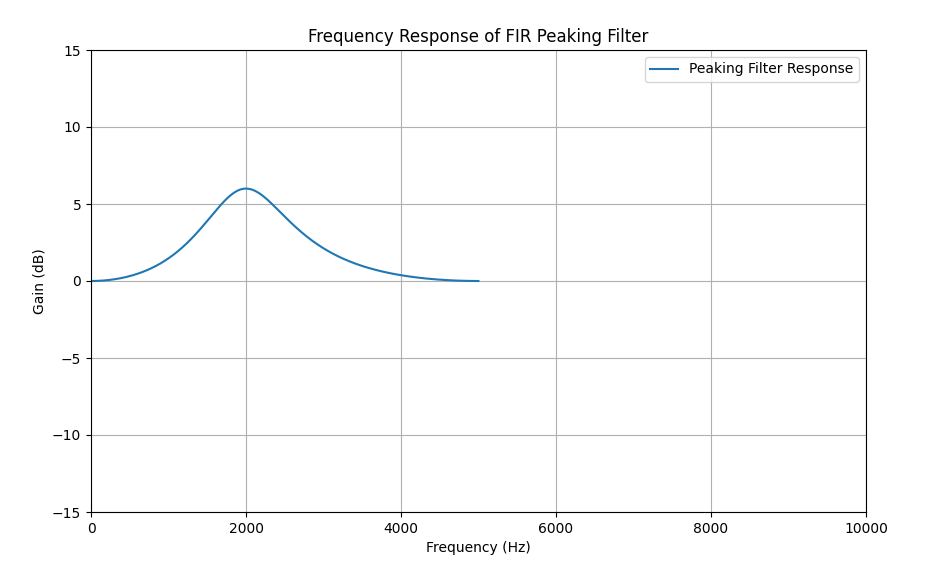 Frequency Response of FIR Peaking Filter
Peaking Filter Response
15
10
5
0
−5
−10
−15
Gain (dB)
0 2000 4000 6000 8000 10000
Frequency (Hz)